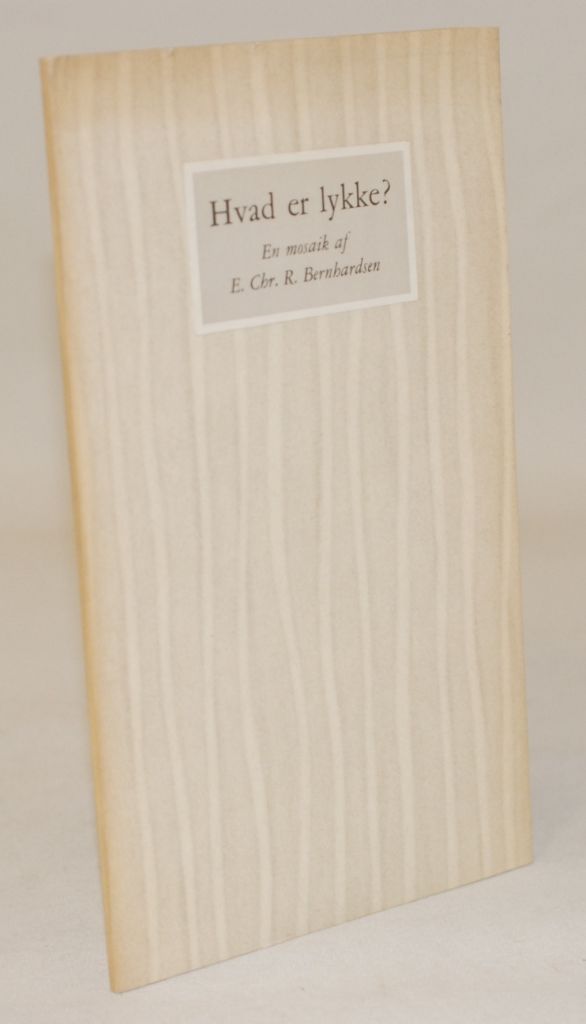 Hvad er lykke?
En mosaik af
E. Chr. R. Bernhardsen